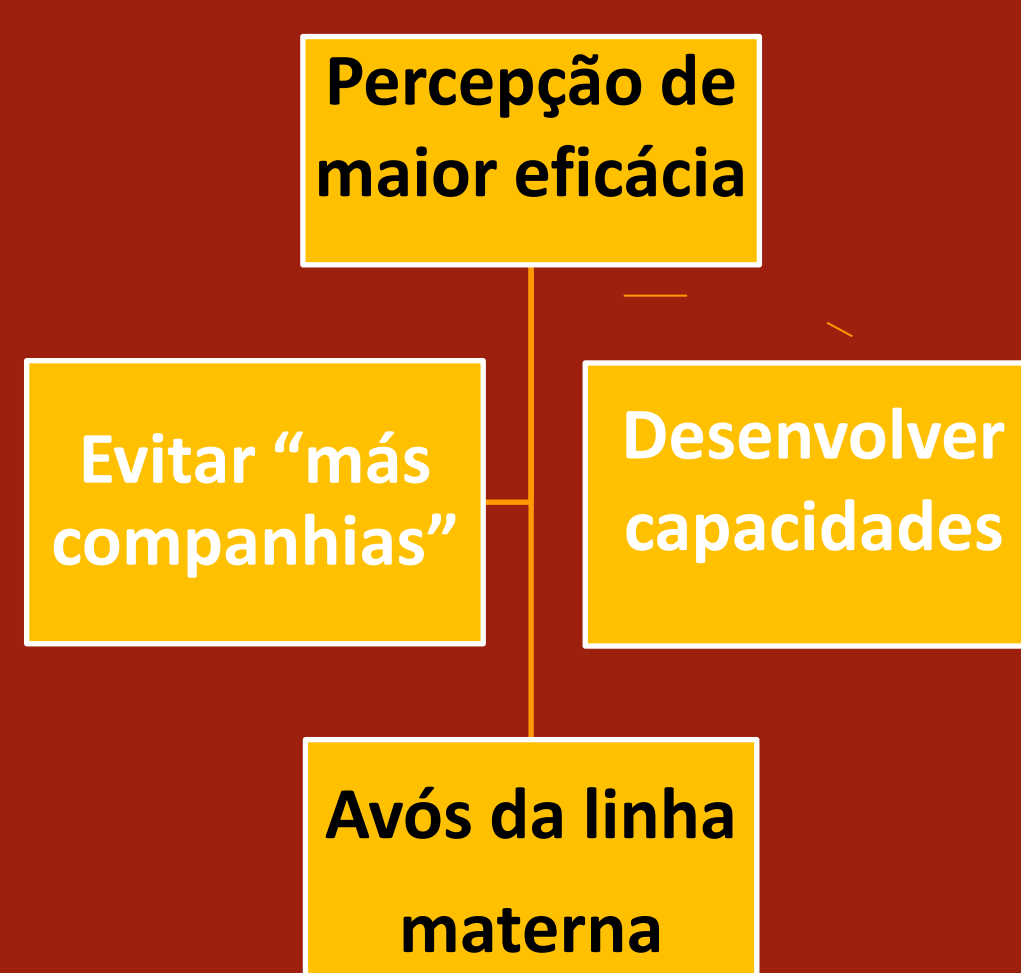 Percepção de
maior eficácia
Evitar “más
companhias”
Desenvolver
capacidades
Avós da linha
materna